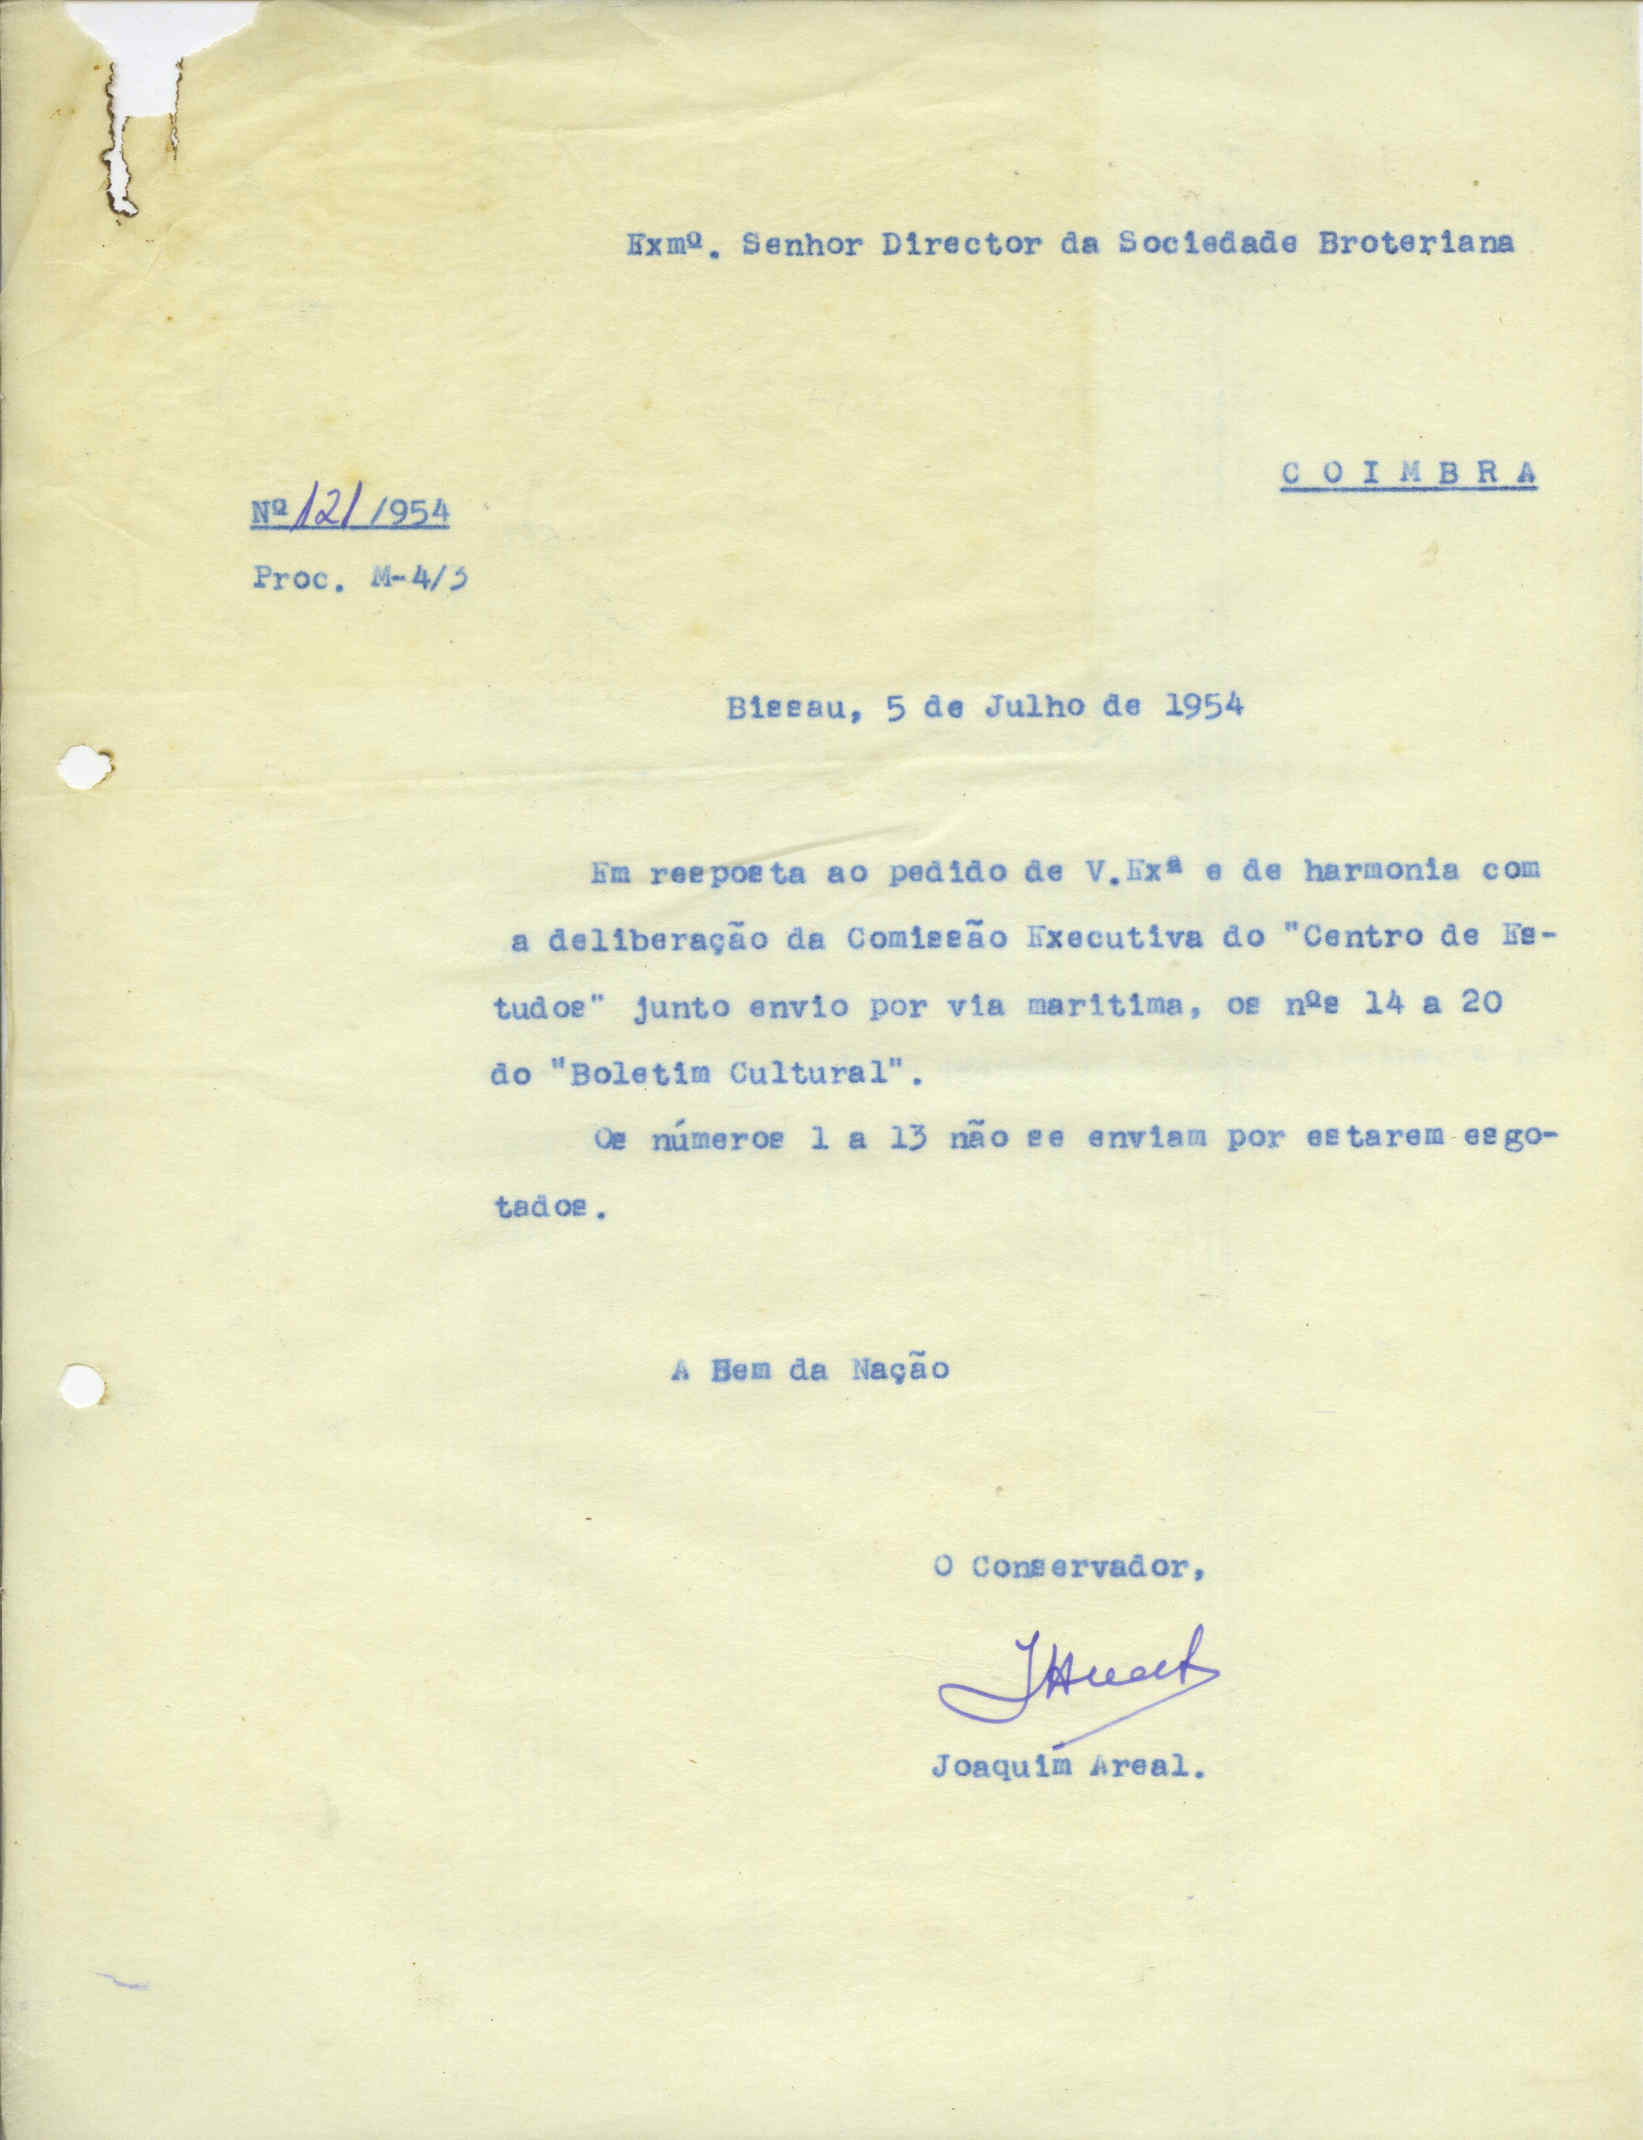 Exmº. Senhor Director da Sociedade Broteriana
C O I M B R A
Nº 121/1954
Proc. M-4/3
Bissau, 5 de Julho de 1954
Em resposta ao pedido de V.Exª e de harmonia com
a deliberação da Comissão Executiva do "Centro de Es-
tudos" junto envio por via maritima, os nºs 14 a 20
do "Boletim Cultural".
Os números 1 a 13 não se enviam por estarem esgo-
tados.
A Bem da Nação
O Conservador,
Joaquim Areal.